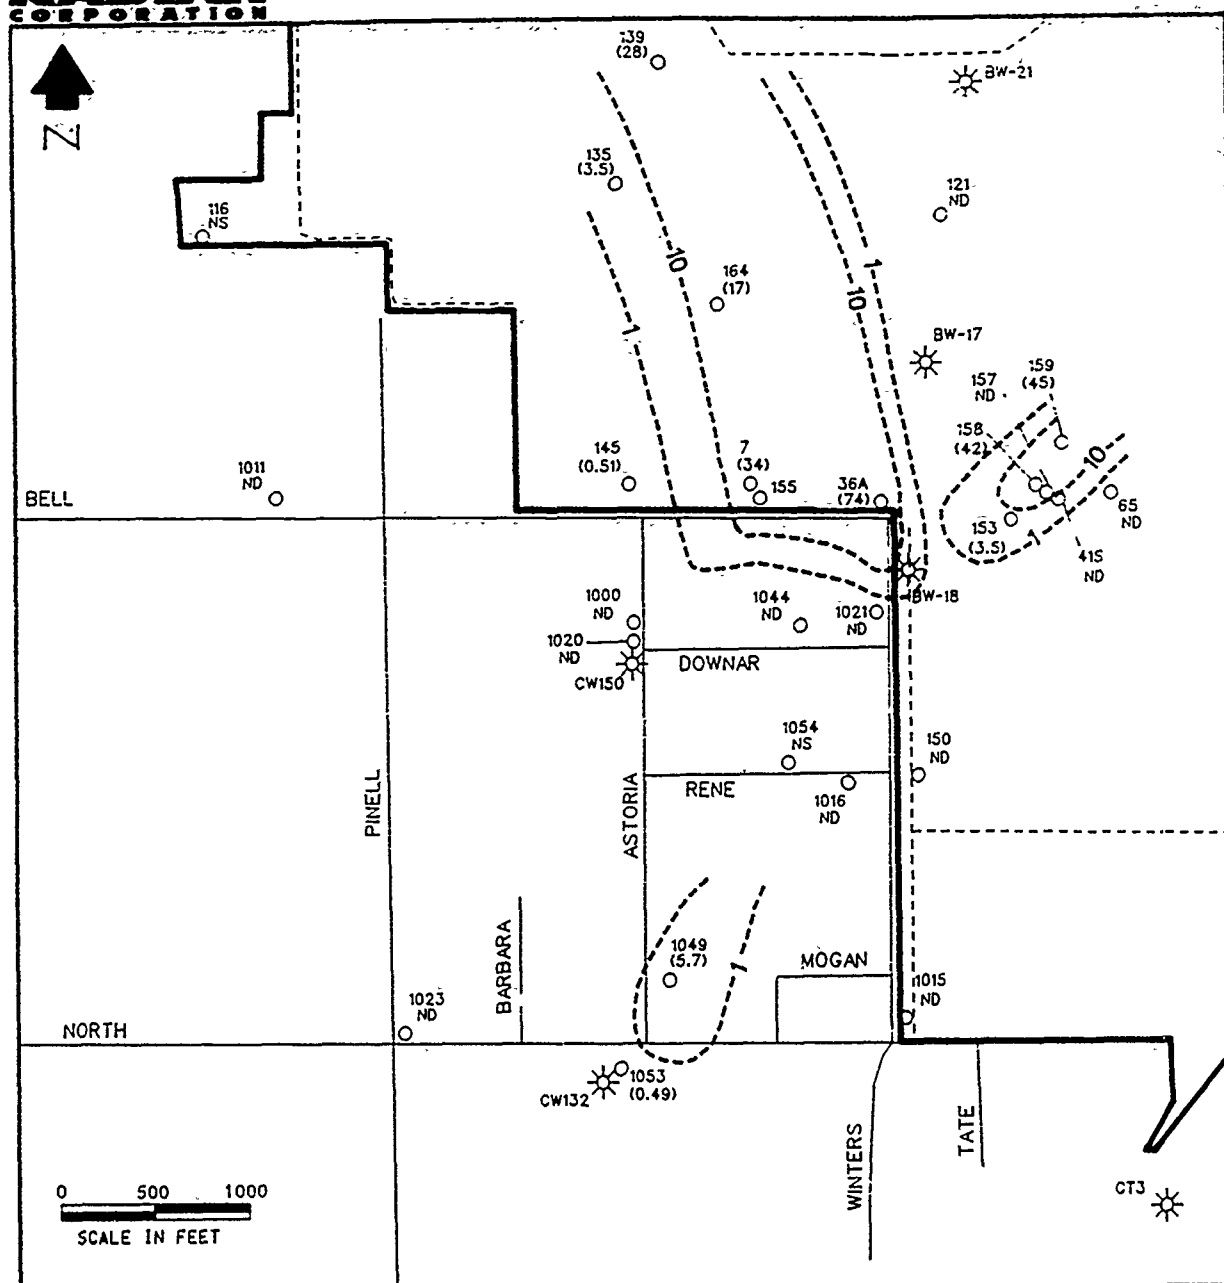 CORPORATION
Z
139
(28)
BW-21
135
(3.5)
121
ND
116
NS
10
1
164
(17)
10
1
BW-17
159
(45)
157
ND
158
(42)
10
145
(0.51)
7
(34)
155
36A
(74)
1011
ND
BELL
65
ND
153
(3.5)
1
41S
ND
BW-18
1000
ND
1044
ND
1021
ND
1020
ND
CW150
DOWNAR
1054
NS
150
ND
RENE
1016
ND
PINELL
ASTORIA
BARBARA
1049
(5.7)
1
MOGAN
1015
ND
1023
ND
NORTH
CW132
1053
(0.49)
WINTERS
TATE
CT3
0 500 1000
SCALE IN FEET